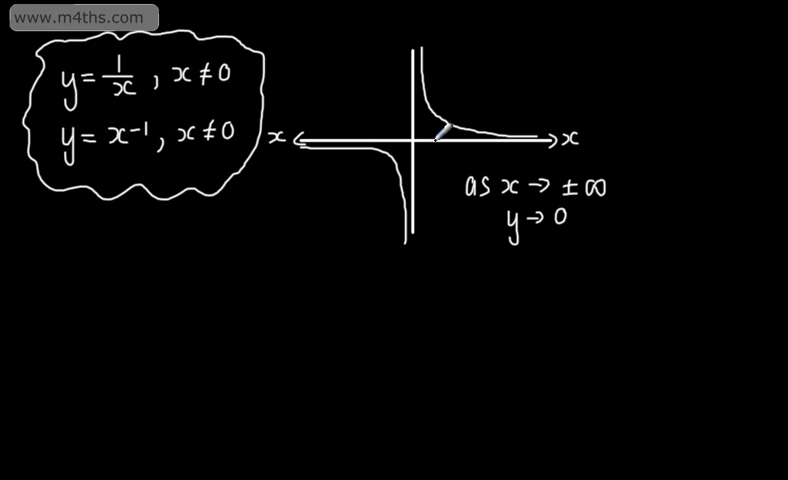 www.m4ths.com
y = 1/x , x ≠ 0
y = x⁻¹ , x ≠ 0
x
x
as x → ± ∞
y → 0